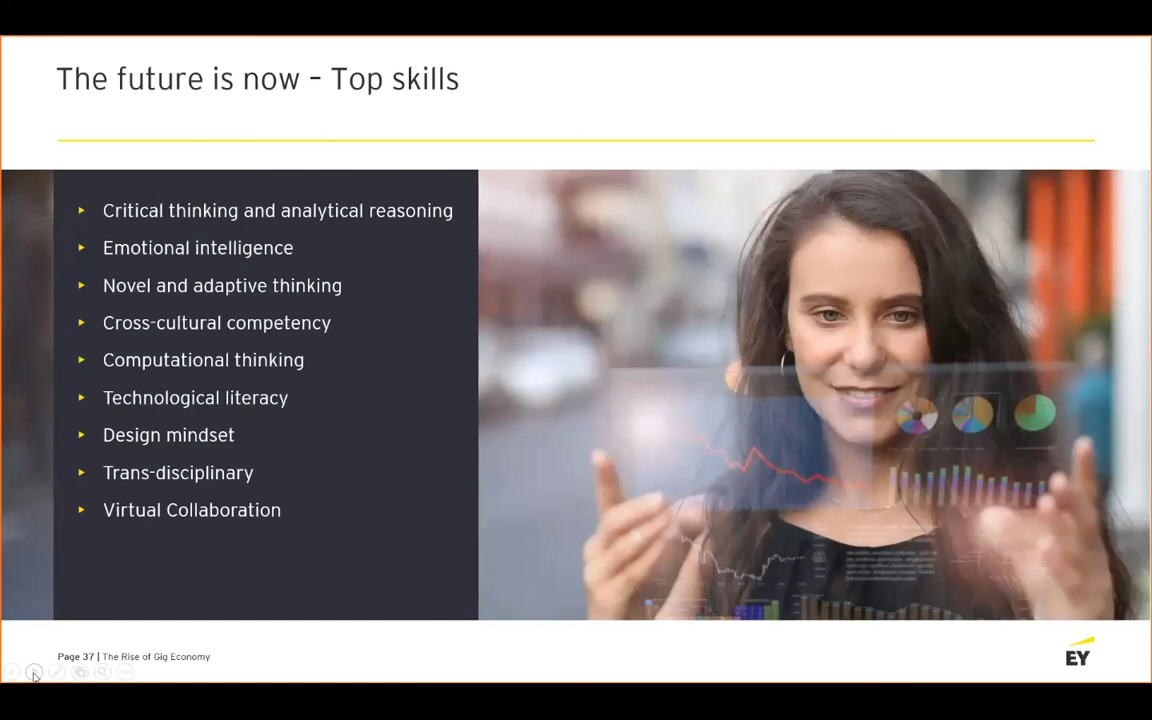 The future is now – Top skills
Critical thinking and analytical reasoning
Emotional intelligence
Novel and adaptive thinking
Cross-cultural competency
Computational thinking
Technological literacy
Design mindset
Trans-disciplinary
Virtual Collaboration
Page 37 | The Rise of Gig Economy
EY